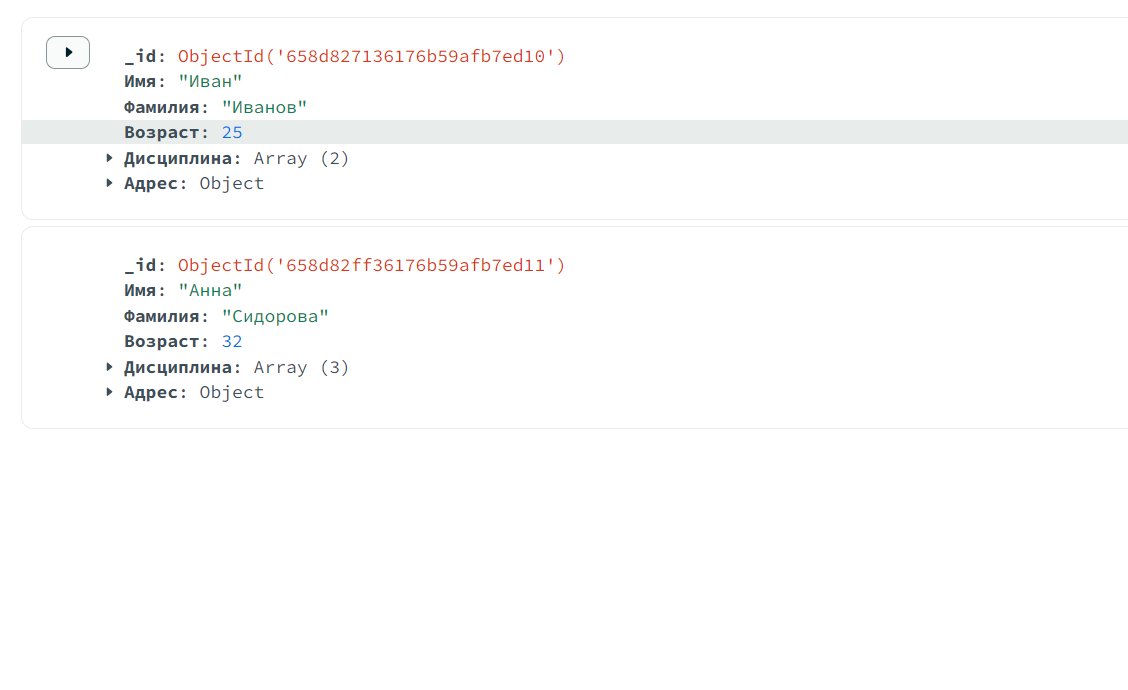 _id: ObjectId('658d827136176b59afb7ed10')
Имя: "Иван"
Фамилия: "Иванов"
Возраст: 25
Дисциплина: Array (2)
Адрес: Object
_id: ObjectId('658d82ff36176b59afb7ed11')
Имя: "Анна"
Фамилия: "Сидорова"
Возраст: 32
Дисциплина: Array (3)
Адрес: Object